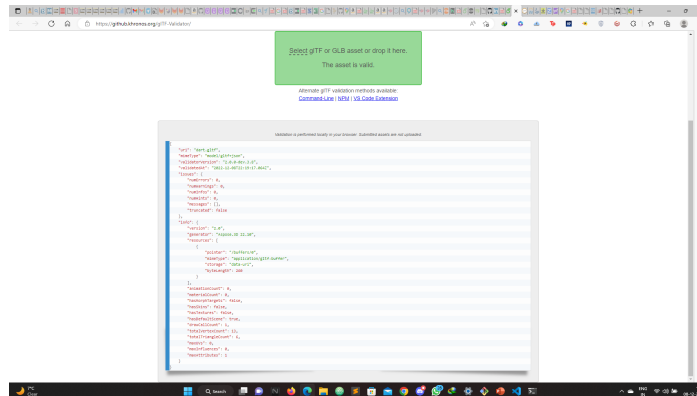 https://github.khronos.org/glTF-Validator/
Select glTF or GLB asset or drop it here.
The asset is valid.
Alternate glTF validation methods available:
Command-Line | NPM | VS Code Extension
Validation is performed locally in your browser. Submitted assets are not uploaded
{
"uri": "dart.gltf",
"mimeType": "model/gltf+json",
"validatorVersion": "2.0.0-dev.3.8",
"issues": {
"numErrors": 0,
"numWarnings": 0,
"numInfos": 0,
"numHints": 0,
"messages": [],
"truncated": false
},
"info": {
"version": "2.0",
"resources": [
{
"pointer": "/buffers/0",
"mimeType": "application/gltf-buffer",
"storage": "data-uri",
}
],
"animationCount": 0,
"materialCount": 0,
"hasMorphTargets": false,
"hasSkins": false,
"hasTextures": false,
"hasDefaultScene": true,
"drawCallCount": 1,
"maxUVs": 0,
"maxInfluences": 0,
}
7°C
Clear
Search
ENG
IN